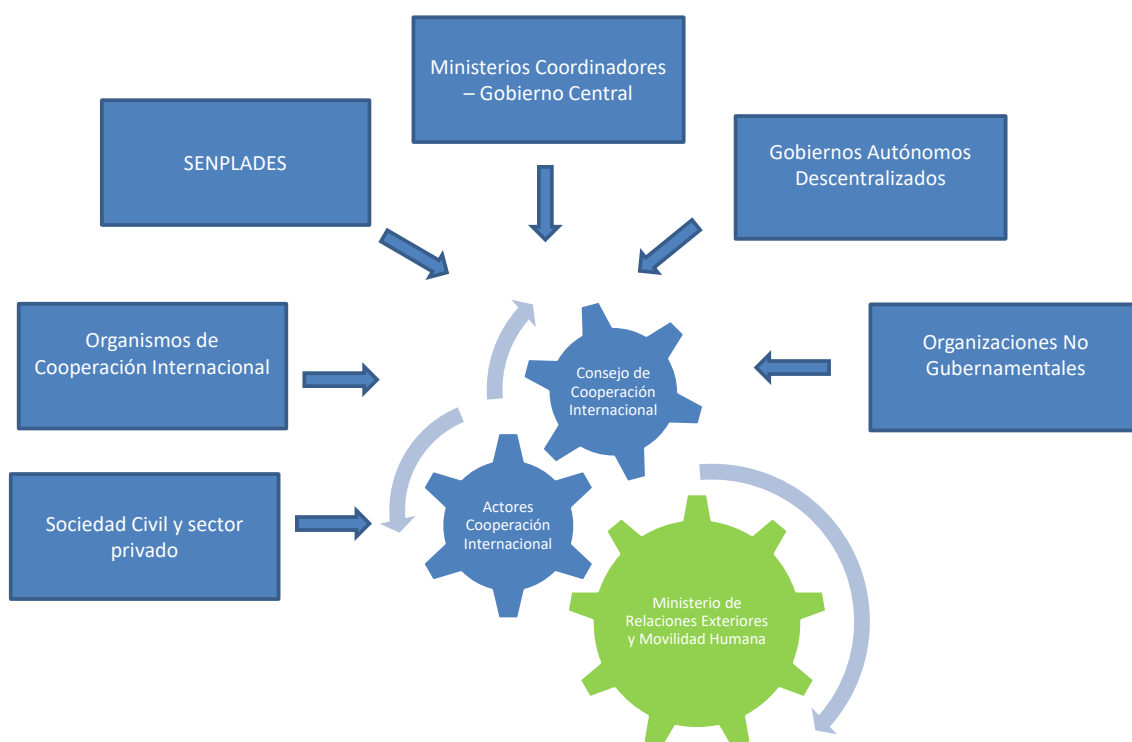 Ministerios Coordinadores
– Gobierno Central
SENPLADES
Gobiernos Autónomos
Descentralizados
Organismos de
Cooperación Internacional
Organizaciones No
Gubernamentales
Consejo de
Cooperación
Internacional
Sociedad Civil y sector
privado
Actores
Cooperación
Internacional
Ministerio de
Relaciones Exteriores
y Movilidad Humana